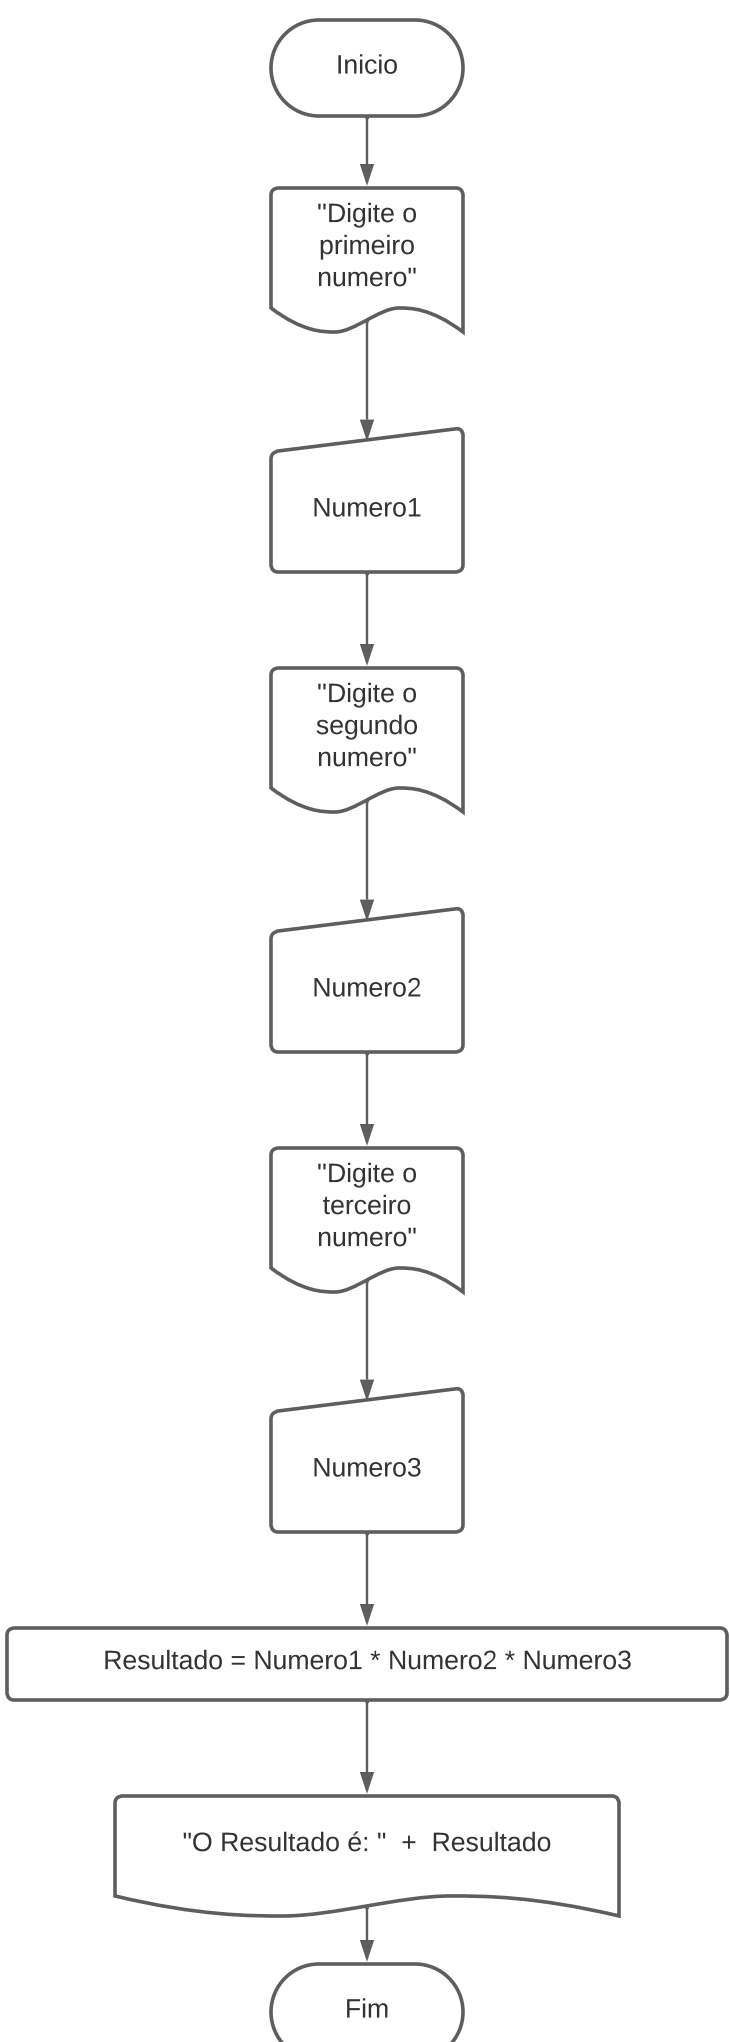 Inicio
"Digite o
primeiro
numero"
Numero1
"Digite o
segundo
numero"
Numero2
"Digite o
terceiro
numero"
Numero3
Resultado = Numero1 * Numero2 * Numero3
"O Resultado é: "  +  Resultado
Fim